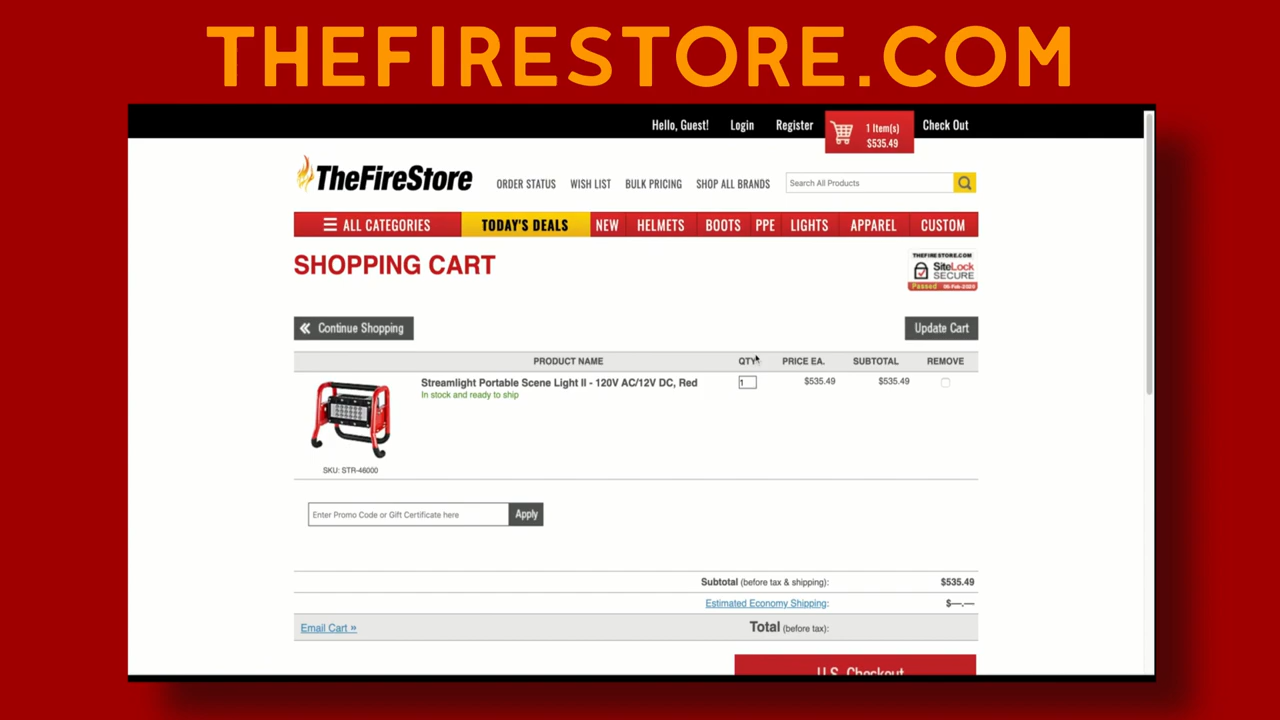 THEFIRESTORE.COM
Hello, Guest! Login Register 1 Item(s) $535.49 Check Out
TheFireStore ORDER STATUS WISH LIST BULK PRICING SHOP ALL BRANDS Search All Products
ALL CATEGORIES TODAY'S DEALS NEW HELMETS BOOTS PPE LIGHTS APPAREL CUSTOM
SHOPPING CART
THEFIRESTORE.COM
SiteLock
SECURE
Passed 05-Feb-2020
Continue Shopping Update Cart
PRODUCT NAME QTY PRICE EA. SUBTOTAL REMOVE
Streamlight Portable Scene Light II - 120V AC/12V DC, Red 1 $535.49 $535.49
In stock and ready to ship
SKU: STR-46000
Enter Promo Code or Gift Certificate here Apply
Subtotal (before tax & shipping): $535.49
Estimated Economy Shipping: $—.—
Email Cart » Total (before tax):
U.S. Checkout